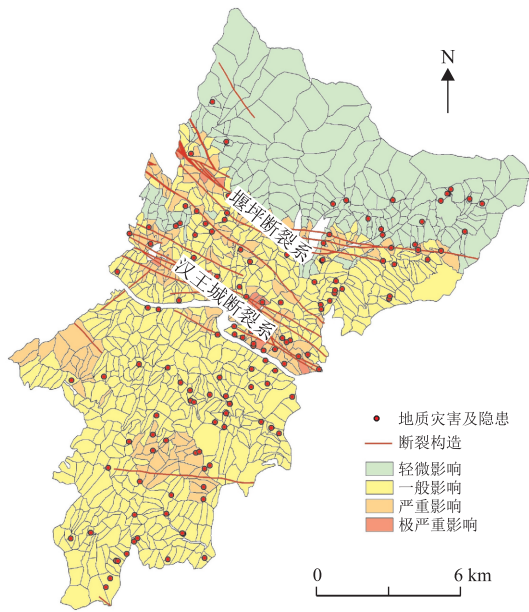 N
堰坪断裂系
汉王城断裂系
地质灾害及隐患
断裂构造
轻微影响
一般影响
严重影响
极严重影响
0 6 km